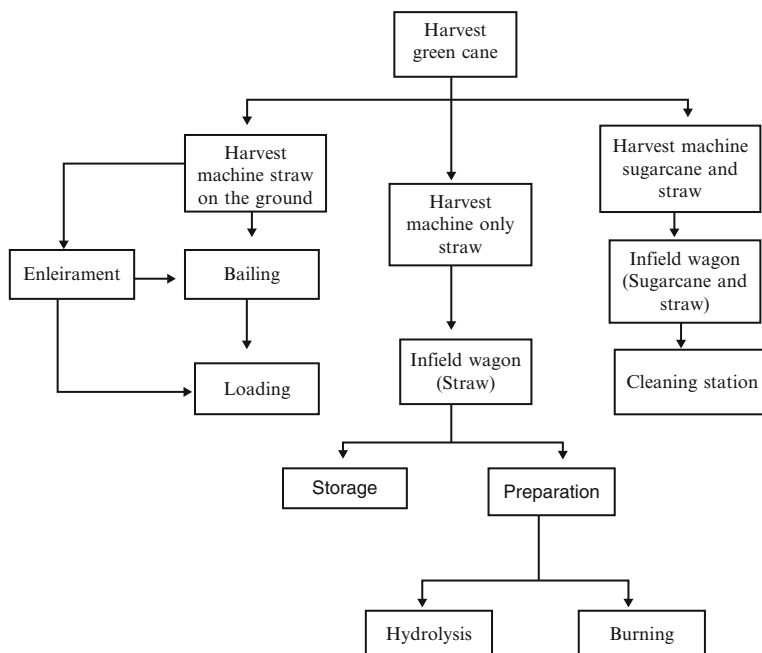 Harvest
green cane
Harvest
machine straw
on the ground
Harvest
machine only
straw
Harvest machine
sugarcane and
straw
Enleirament
Bailing
Infield wagon
(Sugarcane and
straw)
Loading
Infield wagon
(Straw)
Cleaning station
Storage
Preparation
Hydrolysis
Burning